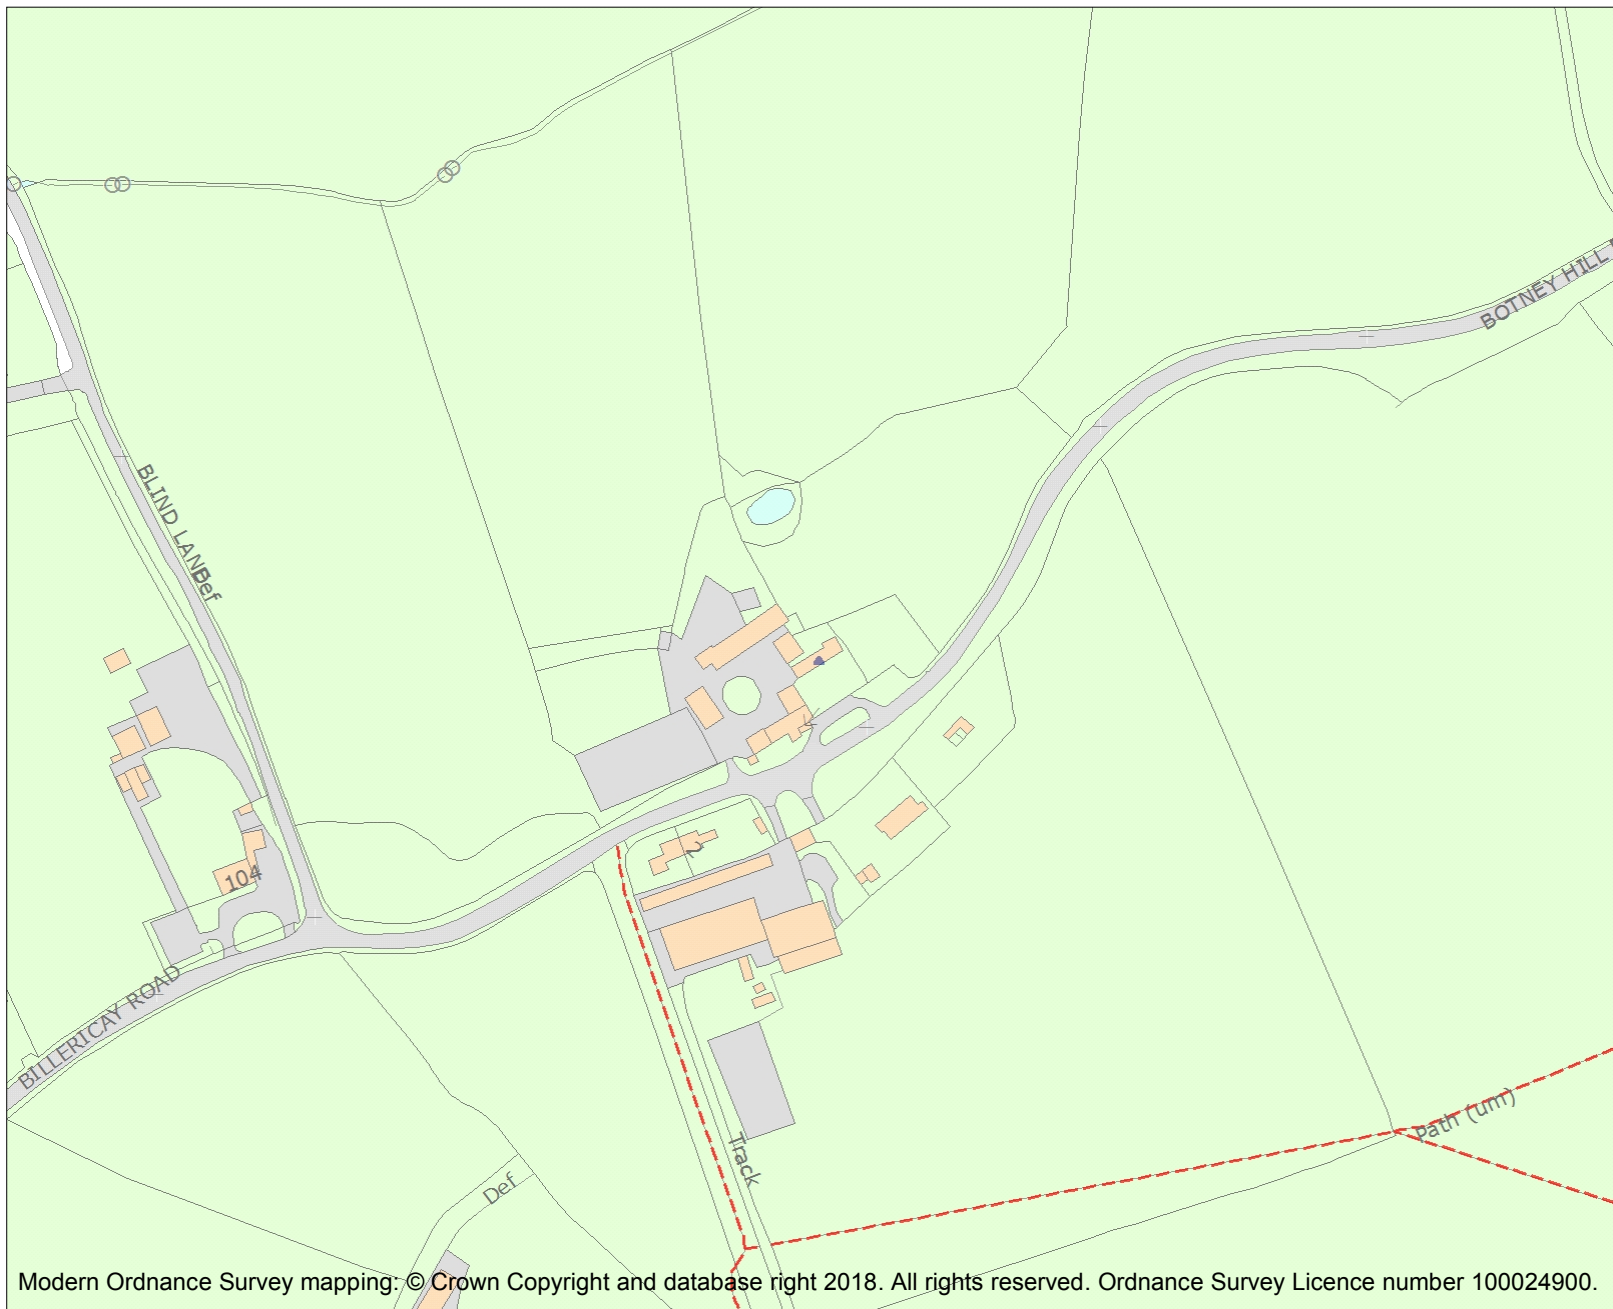 BOTNEY HILL
BLIND LANE
Def
104
2
BILLERICAY ROAD
Path (um)
Track
Def
Modern Ordnance Survey mapping: © Crown Copyright and database right 2018. All rights reserved. Ordnance Survey Licence number 100024900.